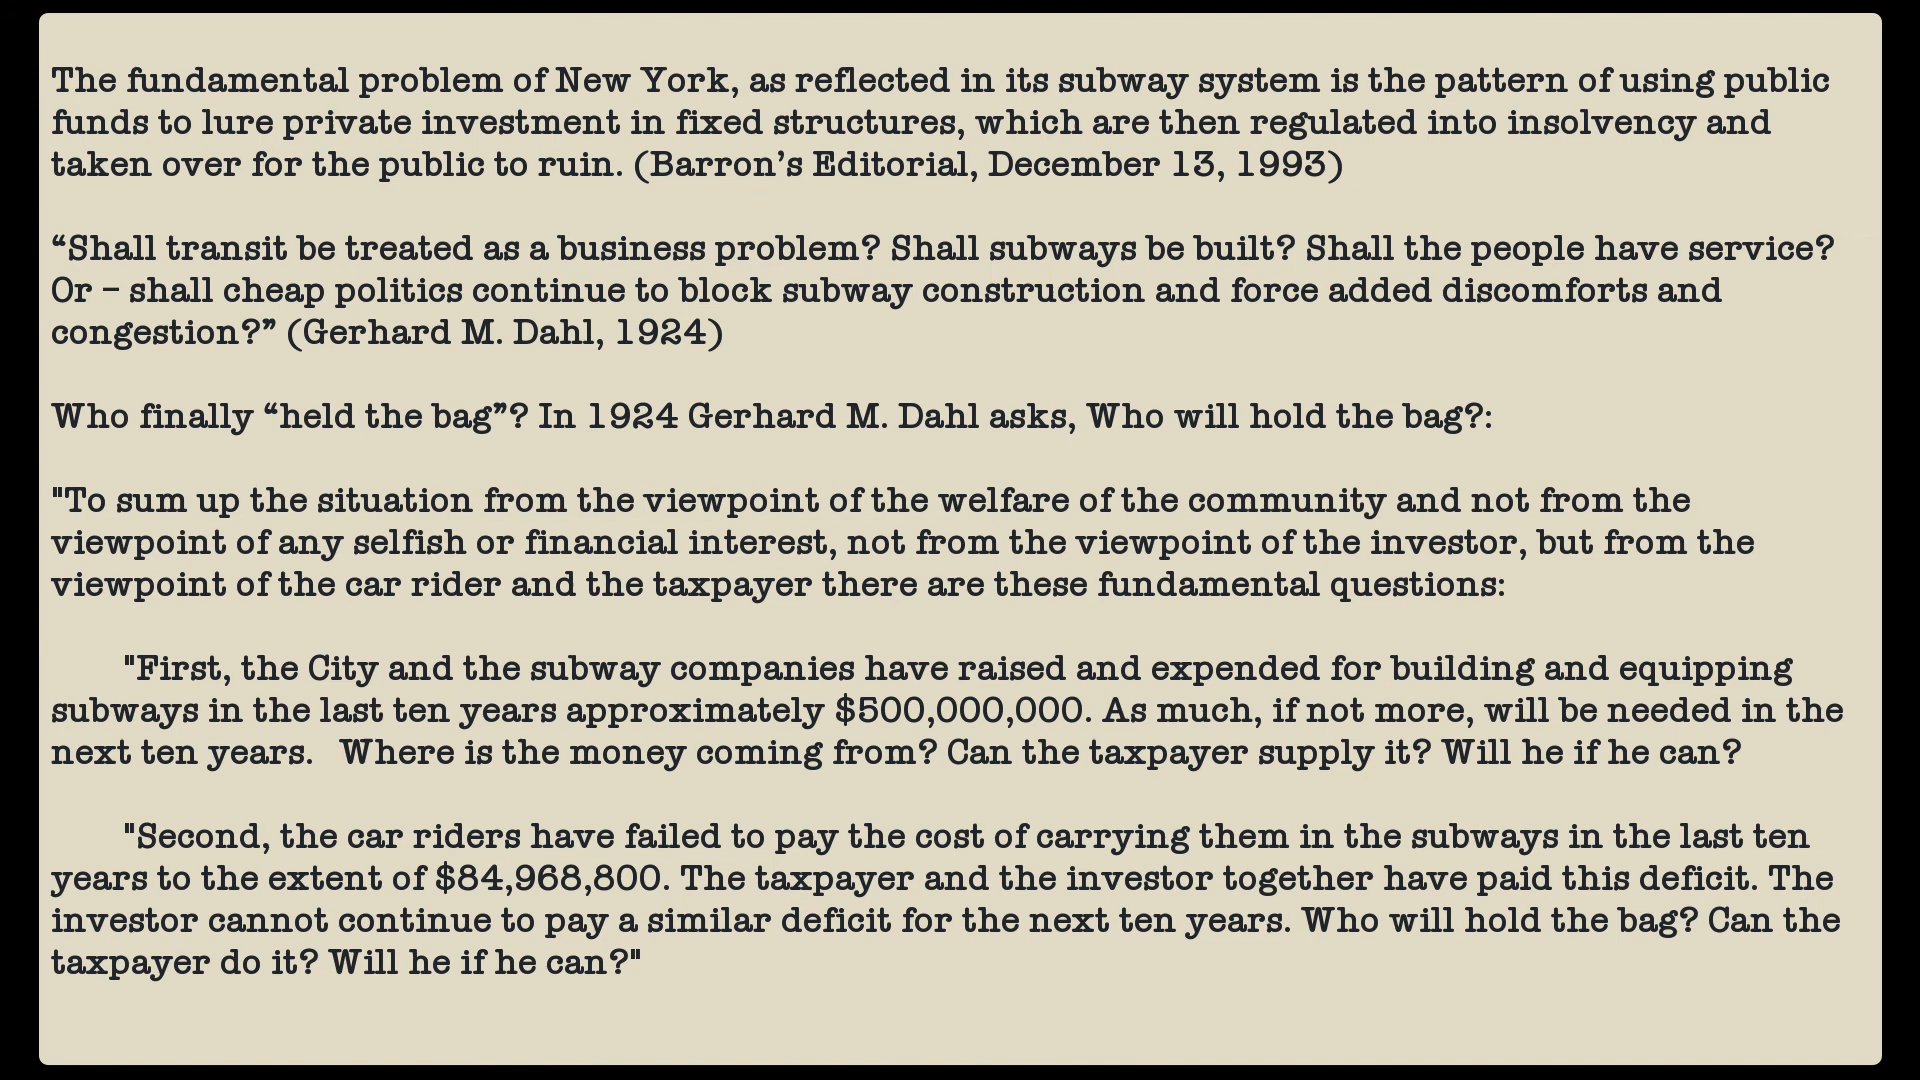 The fundamental problem of New York, as reflected in its subway system is the pattern of using public
funds to lure private investment in fixed structures, which are then regulated into insolvency and
taken over for the public to ruin. (Barron’s Editorial, December 13, 1993)
“Shall transit be treated as a business problem? Shall subways be built? Shall the people have service?
Or – shall cheap politics continue to block subway construction and force added discomforts and
congestion?” (Gerhard M. Dahl, 1924)
Who finally “held the bag”? In 1924 Gerhard M. Dahl asks, Who will hold the bag?:
"To sum up the situation from the viewpoint of the welfare of the community and not from the
viewpoint of any selfish or financial interest, not from the viewpoint of the investor, but from the
viewpoint of the car rider and the taxpayer there are these fundamental questions:
"First, the City and the subway companies have raised and expended for building and equipping
subways in the last ten years approximately $500,000,000. As much, if not more, will be needed in the
next ten years.   Where is the money coming from? Can the taxpayer supply it? Will he if he can?
"Second, the car riders have failed to pay the cost of carrying them in the subways in the last ten
years to the extent of $84,968,800. The taxpayer and the investor together have paid this deficit. The
investor cannot continue to pay a similar deficit for the next ten years. Who will hold the bag? Can the
taxpayer do it? Will he if he can?"